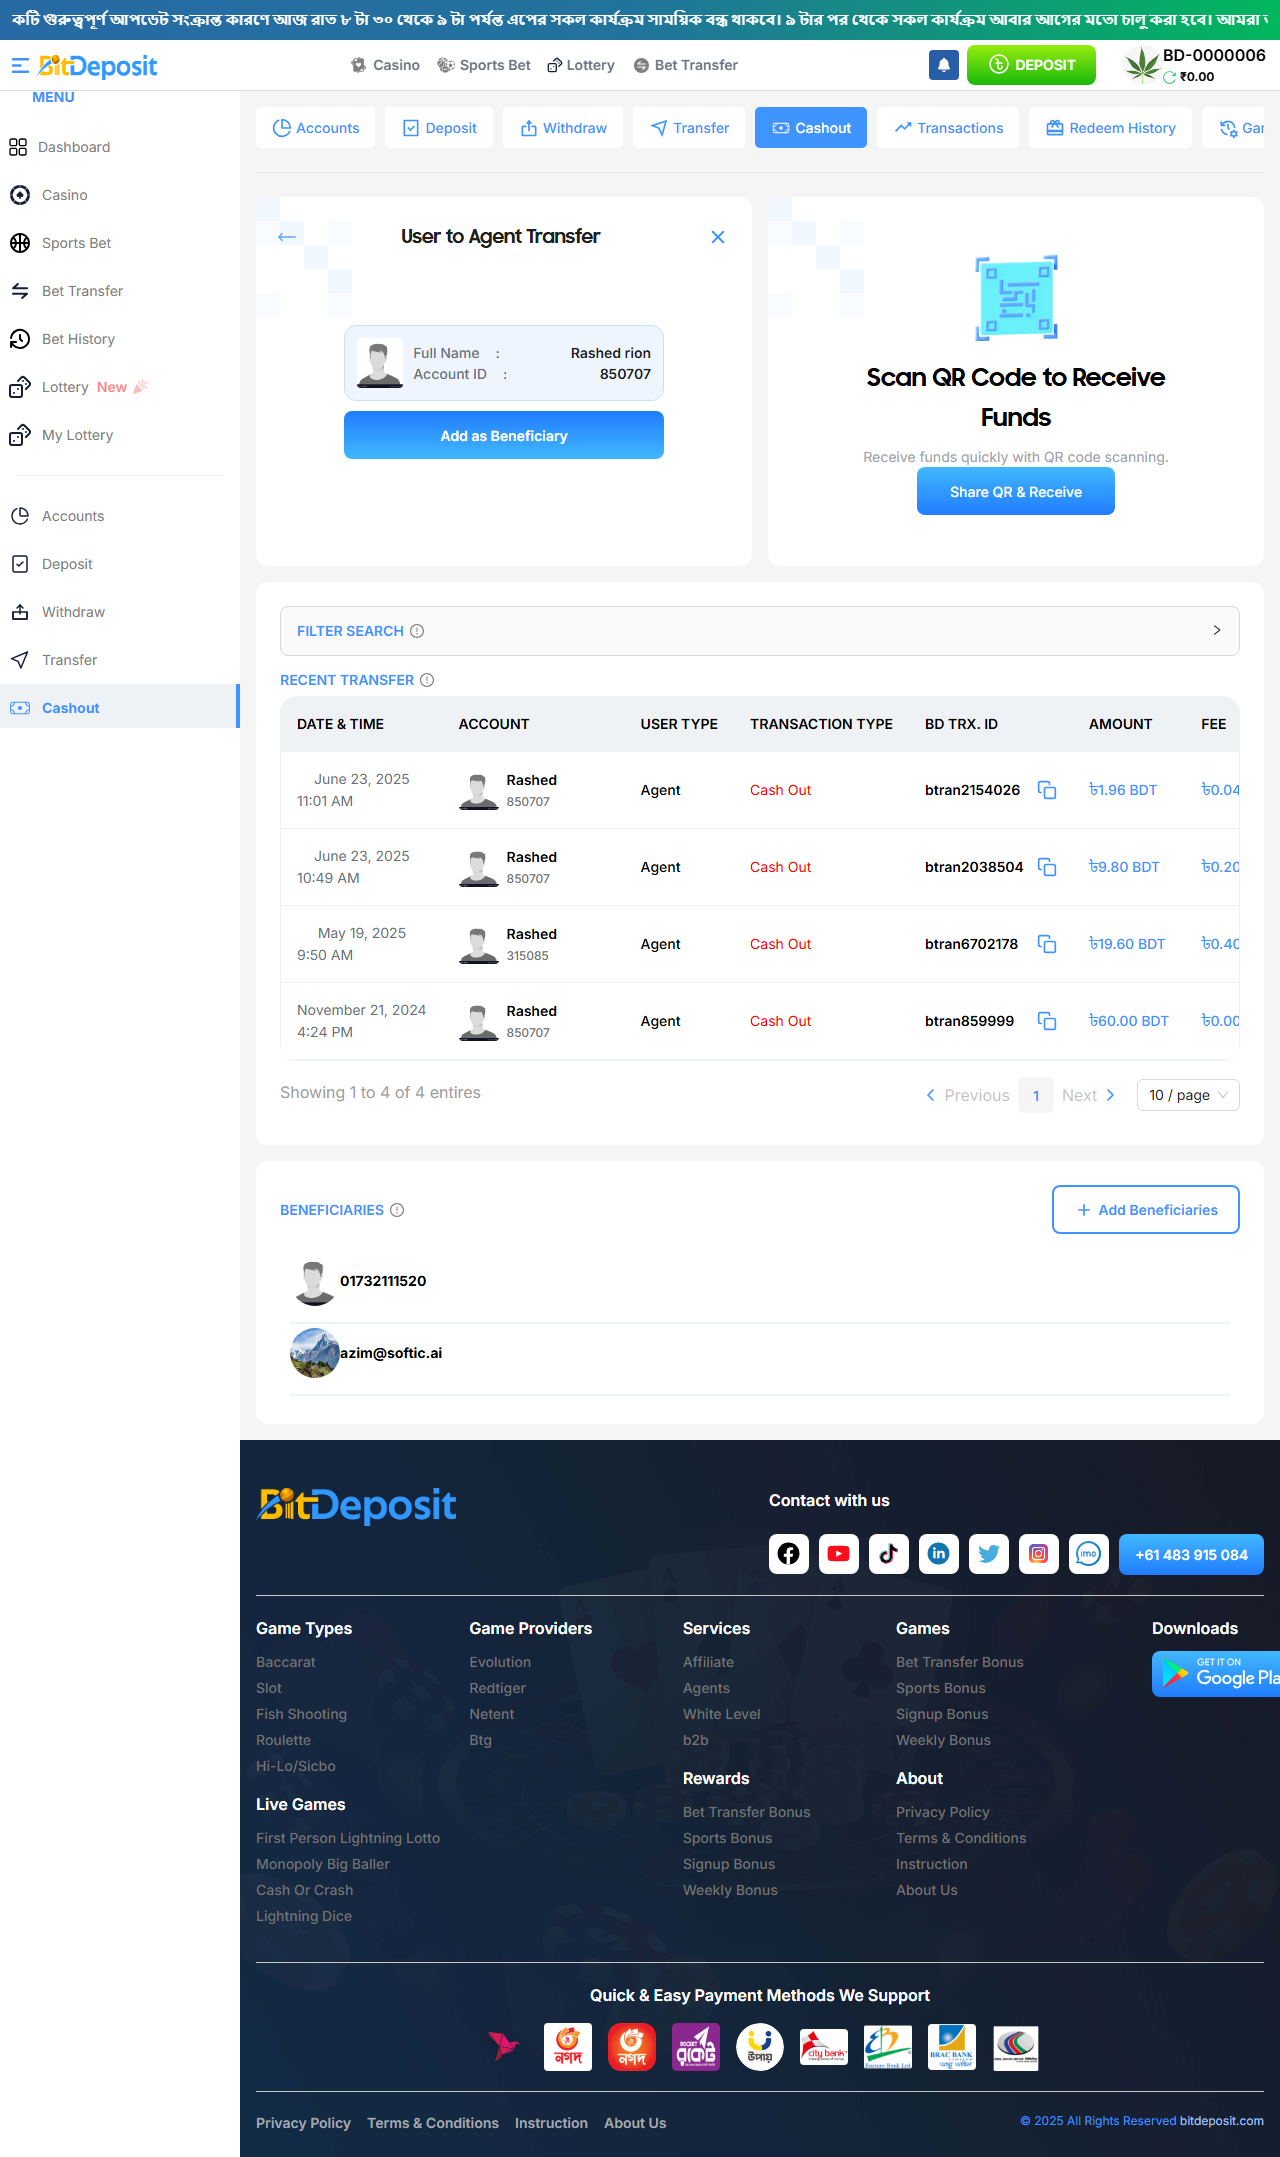 কটি গুরুত্বপূর্ণ আপডেট সংক্রান্ত কারণে আজ রাত ৮ টা ৩০ থেকে ৯ টা পর্যন্ত এপের সকল কার্যক্রম সাময়িক বন্ধ থাকবে। ৯ টার পর থেকে সকল কার্যক্রম আবার আগের মতো চালু করা হবে। আমরা
BitDeposit
Casino
Sports Bet
Lottery
Bet Transfer
DEPOSIT
BD-0000006
₹0.00
MENU
Dashboard
Casino
Sports Bet
Bet Transfer
Bet History
Lottery New
My Lottery
Accounts
Deposit
Withdraw
Transfer
Cashout
Accounts
Deposit
Withdraw
Transfer
Cashout
Transactions
Redeem History
Gar
User to Agent Transfer
Full Name : Rashed rion
Account ID : 850707
Add as Beneficiary
Scan QR Code to Receive
Funds
Receive funds quickly with QR code scanning.
Share QR & Receive
FILTER SEARCH
RECENT TRANSFER
DATE & TIME ACCOUNT USER TYPE TRANSACTION TYPE BD TRX. ID AMOUNT FEE
June 23, 2025
11:01 AM
Rashed
850707
Agent Cash Out btran2154026 ৳1.96 BDT ৳0.04
June 23, 2025
10:49 AM
Rashed
850707
Agent Cash Out btran2038504 ৳9.80 BDT ৳0.20
May 19, 2025
9:50 AM
Rashed
315085
Agent Cash Out btran6702178 ৳19.60 BDT ৳0.40
November 21, 2024
4:24 PM
Rashed
850707
Agent Cash Out btran859999 ৳60.00 BDT ৳0.00
Showing 1 to 4 of 4 entires
Previous 1 Next 10 / page
BENEFICIARIES
+ Add Beneficiaries
01732111520
azim@softic.ai
BitDeposit
Contact with us
imo
+61 483 915 084
Game Types
Baccarat
Slot
Fish Shooting
Roulette
Hi-Lo/Sicbo
Live Games
First Person Lightning Lotto
Monopoly Big Baller
Cash Or Crash
Lightning Dice
Game Providers
Evolution
Redtiger
Netent
Btg
Services
Affiliate
Agents
White Level
b2b
Rewards
Bet Transfer Bonus
Sports Bonus
Signup Bonus
Weekly Bonus
Games
Bet Transfer Bonus
Sports Bonus
Signup Bonus
Weekly Bonus
About
Privacy Policy
Terms & Conditions
Instruction
About Us
Downloads
GET IT ON
Google Pla
Quick & Easy Payment Methods We Support
নগদ
নগদ
ROCKET
রকেট
উপায়
city bank
Eastern Bank Ltd
BRAC BANK
Privacy Policy Terms & Conditions Instruction About Us
© 2025 All Rights Reserved bitdeposit.com